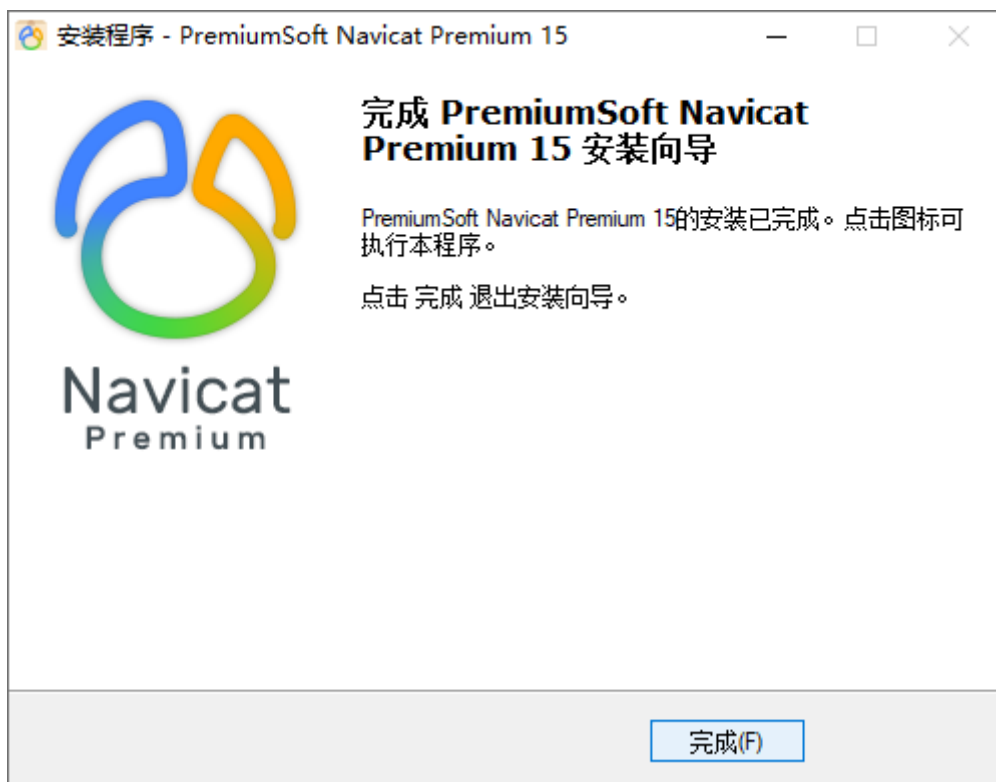 安装程序 - PremiumSoft Navicat Premium 15
完成 PremiumSoft Navicat
Premium 15 安装向导
PremiumSoft Navicat Premium 15的安装已完成。点击图标可
执行本程序。
点击 完成 退出安装向导。
Navicat
Premium
完成(F)